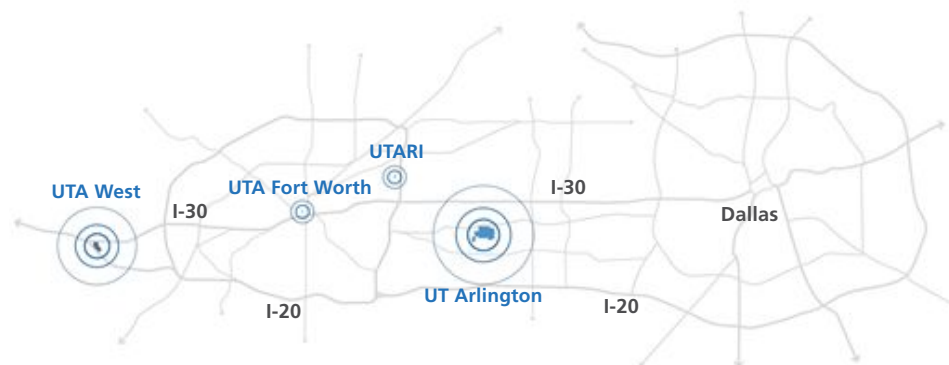 UTARI
UTA West
UTA Fort Worth
I-30
I-30
Dallas
UT Arlington
I-20
I-20